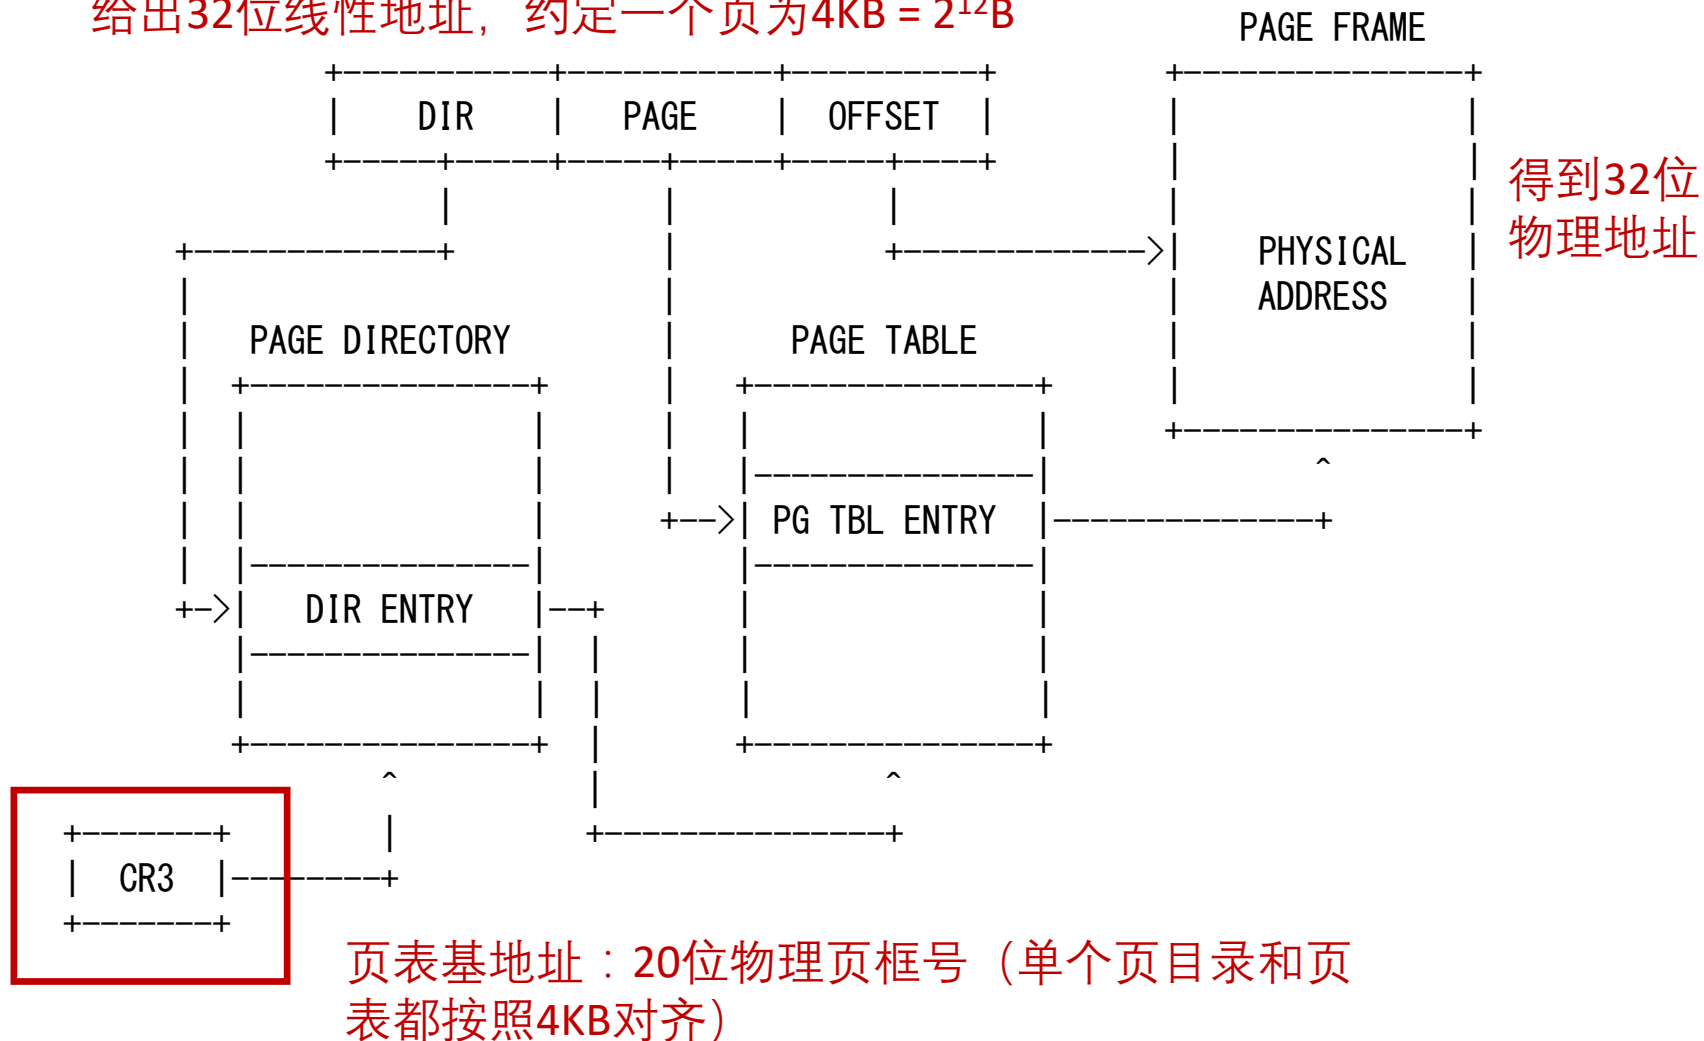 给出32位线性地址，约定一个页为4KB = 2¹²B
PAGE FRAME
DIR
PAGE
OFFSET
得到32位
物理地址
PHYSICAL
ADDRESS
PAGE DIRECTORY
PAGE TABLE
PG TBL ENTRY
DIR ENTRY
CR3
页表基地址：20位物理页框号（单个页目录和页
表都按照4KB对齐）